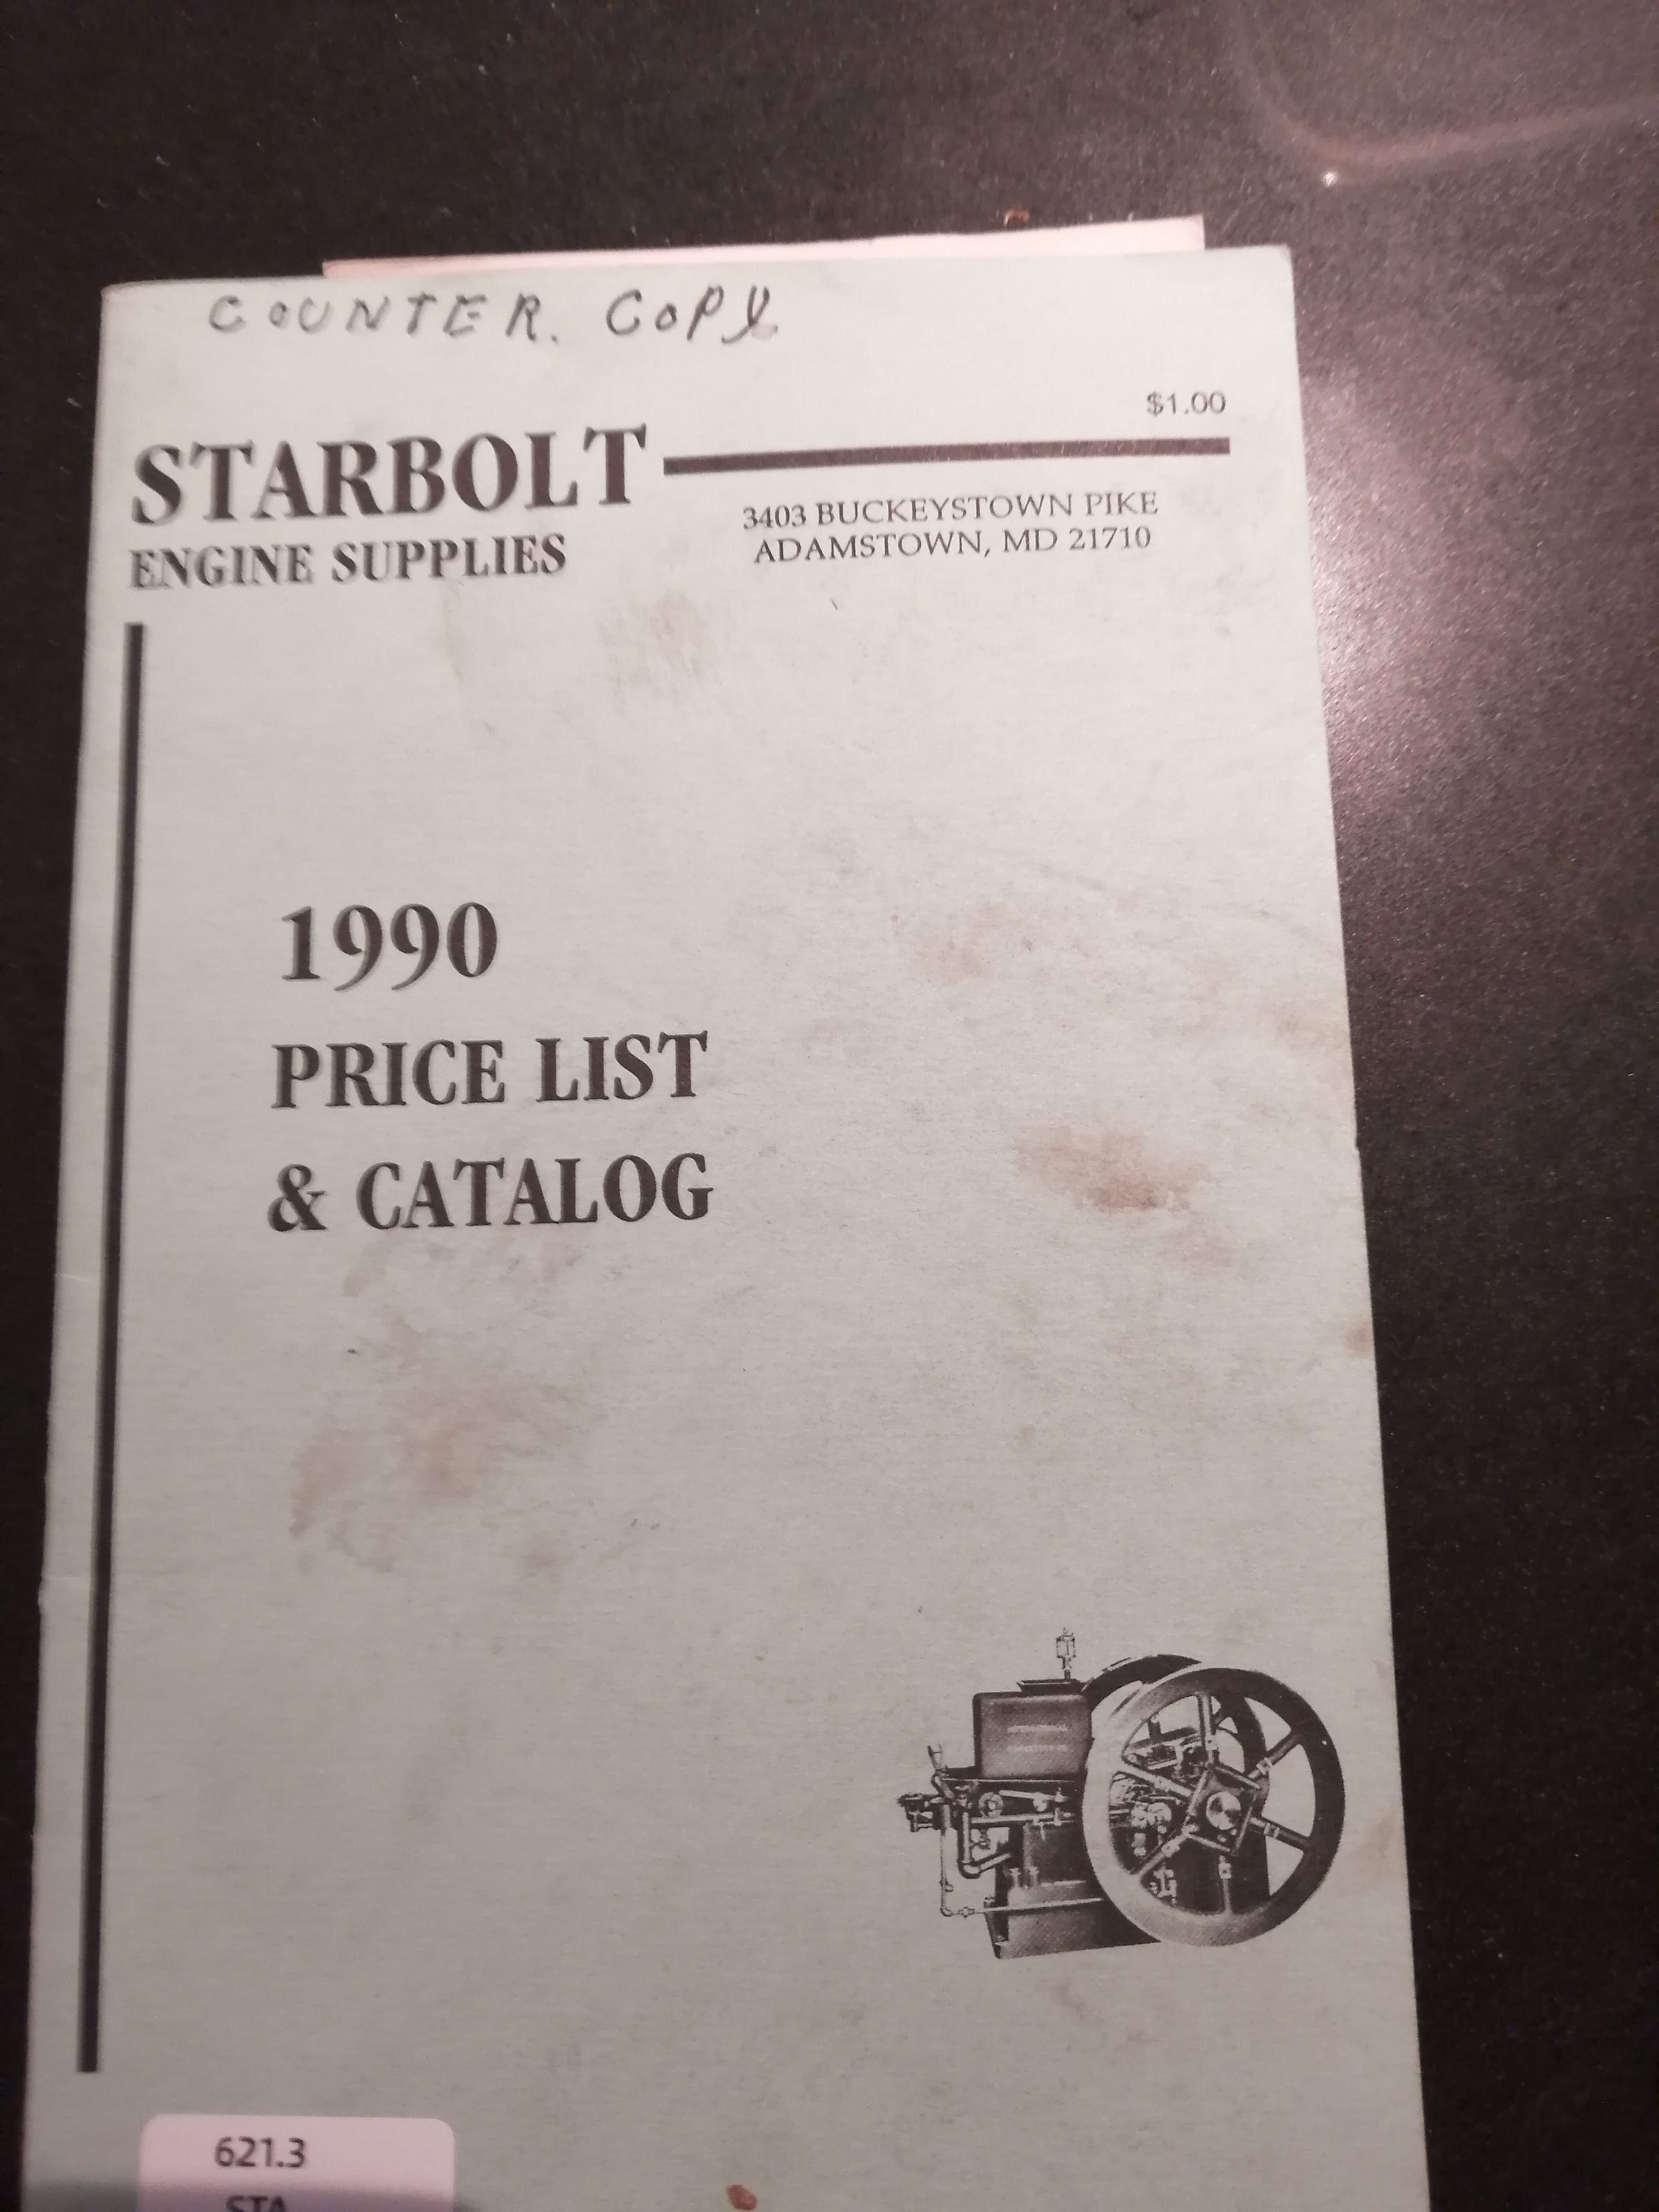 COUNTER. COPY
$1.00
STARBOLT
ENGINE SUPPLIES
3403 BUCKEYSTOWN PIKE
ADAMSTOWN, MD 21710
1990
PRICE LIST
& CATALOG
621.3
STA